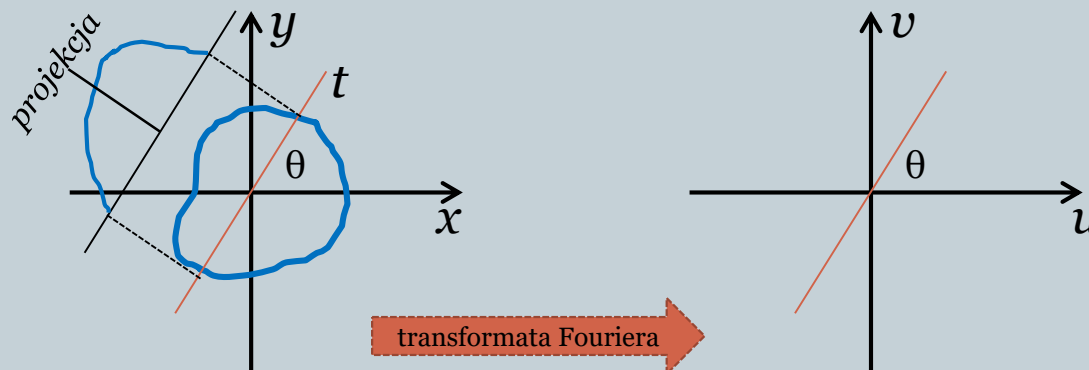 projekcja
y
t
θ
x
transformata Fouriera
v
θ
u